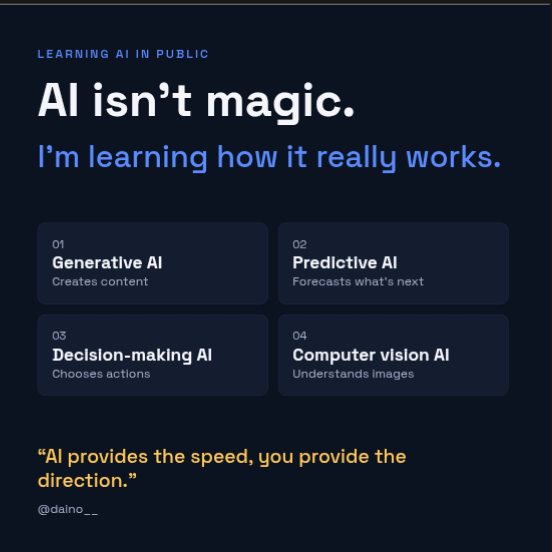 LEARNING AI IN PUBLIC
AI isn't magic.
I'm learning how it really works.
01
Generative AI
Creates content
02
Predictive AI
Forecasts what's next
03
Decision-making AI
Chooses actions
04
Computer vision AI
Understands images
“AI provides the speed, you provide the
direction.”
@daino__